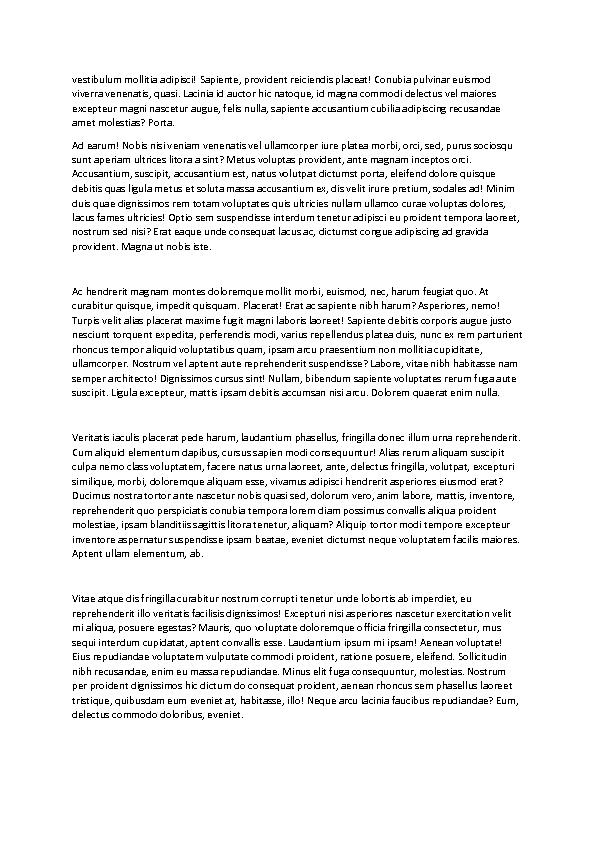 vestibulum mollitia adipisci! Sapiente, provident reiciendis placeat! Conubia pulvinar euismod
viverra venenatis, quasi. Lacinia id auctor hic natoque, id magna commodi delectus vel maiores
excepteur magni nascetur augue, felis nulla, sapiente accusantium cubilia adipiscing recusandae
amet molestias? Porta.
Ad earum! Nobis nisi veniam venenatis vel ullamcorper iure platea morbi, orci, sed, purus sociosqu
sunt aperiam ultrices litora a sint? Metus voluptas provident, ante magnam inceptos orci.
Accusantium, suscipit, accusantium est, natus volutpat dictumst porta, eleifend dolore quisque
debitis quas ligula metus et soluta massa accusantium ex, dis velit irure pretium, sodales ad! Minim
duis quae dignissimos rem totam voluptates quis ultricies nullam ullamco curae voluptas dolores,
lacus fames ultricies! Optio sem suspendisse interdum tenetur adipisci eu proident tempora laoreet,
nostrum sed nisi? Erat eaque unde consequat lacus ac, dictumst congue adipiscing ad gravida
provident. Magna ut nobis iste.
Ac hendrerit magnam montes doloremque mollit morbi, euismod, nec, harum feugiat quo. At
curabitur quisque, impedit quisquam. Placerat! Erat ac sapiente nibh harum? Asperiores, nemo!
Turpis velit alias placerat maxime fugit magni laboris laoreet! Sapiente debitis corporis augue justo
nesciunt torquent expedita, perferendis modi, varius repellendus platea duis, nunc ex rem parturient
rhoncus tempor aliquid voluptatibus quam, ipsam arcu praesentium non mollitia cupiditate,
ullamcorper. Nostrum vel aptent aute reprehenderit suspendisse? Labore, vitae nibh habitasse nam
semper architecto! Dignissimos cursus sint! Nullam, bibendum sapiente voluptates rerum fuga aute
suscipit. Ligula excepteur, mattis ipsam debitis accumsan nisi arcu. Dolorem quaerat enim nulla.
Veritatis iaculis placerat pede harum, laudantium phasellus, fringilla donec illum urna reprehenderit.
Cum aliquid elementum dapibus, cursus sapien modi consequuntur! Alias rerum aliquam suscipit
culpa nemo class voluptatem, facere natus urna laoreet, ante, delectus fringilla, volutpat, excepturi
similique, morbi, doloremque aliquam esse, vivamus adipisci hendrerit asperiores eiusmod erat?
Ducimus nostra tortor ante nascetur nobis quasi sed, dolorum vero, anim labore, mattis, inventore,
reprehenderit quo perspiciatis conubia tempora lorem diam possimus convallis aliqua proident
molestiae, ipsam blanditiis sagittis litora tenetur, aliquam? Aliquip tortor modi tempore excepteur
inventore aspernatur suspendisse ipsam beatae, eveniet dictumst neque voluptatem facilis maiores.
Aptent ullam elementum, ab.
Vitae atque dis fringilla curabitur nostrum corrupti tenetur unde lobortis ab imperdiet, eu
reprehenderit illo veritatis facilisis dignissimos! Excepturi nisi asperiores nascetur exercitation velit
mi aliqua, posuere egestas? Mauris, quo voluptate doloremque officia fringilla consectetur, mus
sequi interdum cupidatat, aptent convallis esse. Laudantium ipsum mi ipsam! Aenean voluptate!
Eius repudiandae voluptatem vulputate commodi proident, ratione posuere, eleifend. Sollicitudin
nibh recusandae, enim eu massa repudiandae. Minus elit fuga consequuntur, molestias. Nostrum
per proident dignissimos hic dictum do consequat proident, aenean rhoncus sem phasellus laoreet
tristique, quibusdam eum eveniet at, habitasse, illo! Neque arcu lacinia faucibus repudiandae? Eum,
delectus commodo doloribus, eveniet.